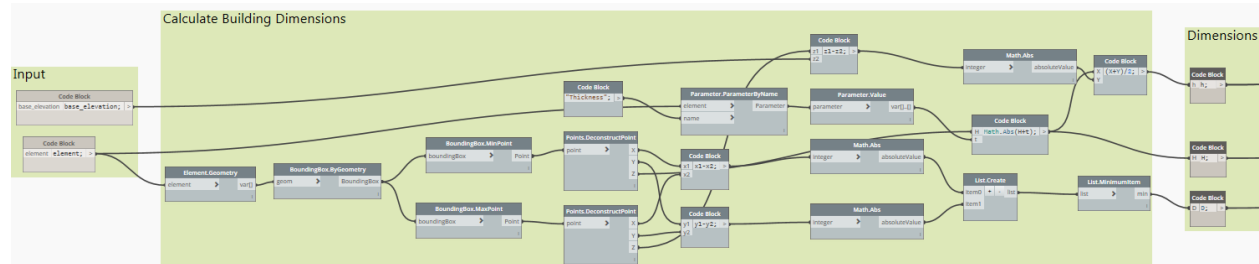 Calculate Building Dimensions
Input
Code Block
base_elevation base_elevation; >
Code Block
element element; >
Element.Geometry
element > var[]
BoundingBox.ByGeometry
geom > BoundingBox
BoundingBox.MinPoint
boundingBox > Point
BoundingBox.MaxPoint
boundingBox > Point
Code Block
"Thickness"; >
Points.DeconstructPoint
point > X
Y
Z
Points.DeconstructPoint
point > X
Y
Z
Parameter.ParameterByName
element > Parameter
name >
Code Block
x1 x1-x2; >
x2
Code Block
y1 y1-y2; >
y2
Code Block
z1 z1-z2; >
z2
Parameter.Value
parameter > var[]..[]
Math.Abs
integer > absoluteValue
Math.Abs
integer > absoluteValue
Math.Abs
integer > absoluteValue
Code Block
H Math.Abs(H+t); >
t
List.Create
item0 + - list
item1
Code Block
X (X+Y)/2; >
Y
List.MinimumItem
list > min
Dimensions
Code Block
h h; >
Code Block
H H; >
Code Block
D D; >